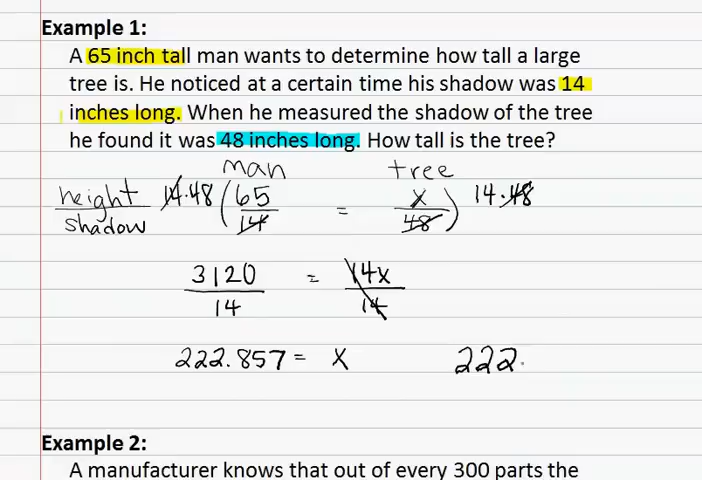 Example 1:
A 65 inch tall man wants to determine how tall a large
tree is. He noticed at a certain time his shadow was 14
inches long. When he measured the shadow of the tree
he found it was 48 inches long. How tall is the tree?
man tree
height/shadow 14·48 (65/14 = x/48) 14·48
3120/14 = 14x/14
222.857 = x 222.
Example 2:
A manufacturer knows that out of every 300 parts the